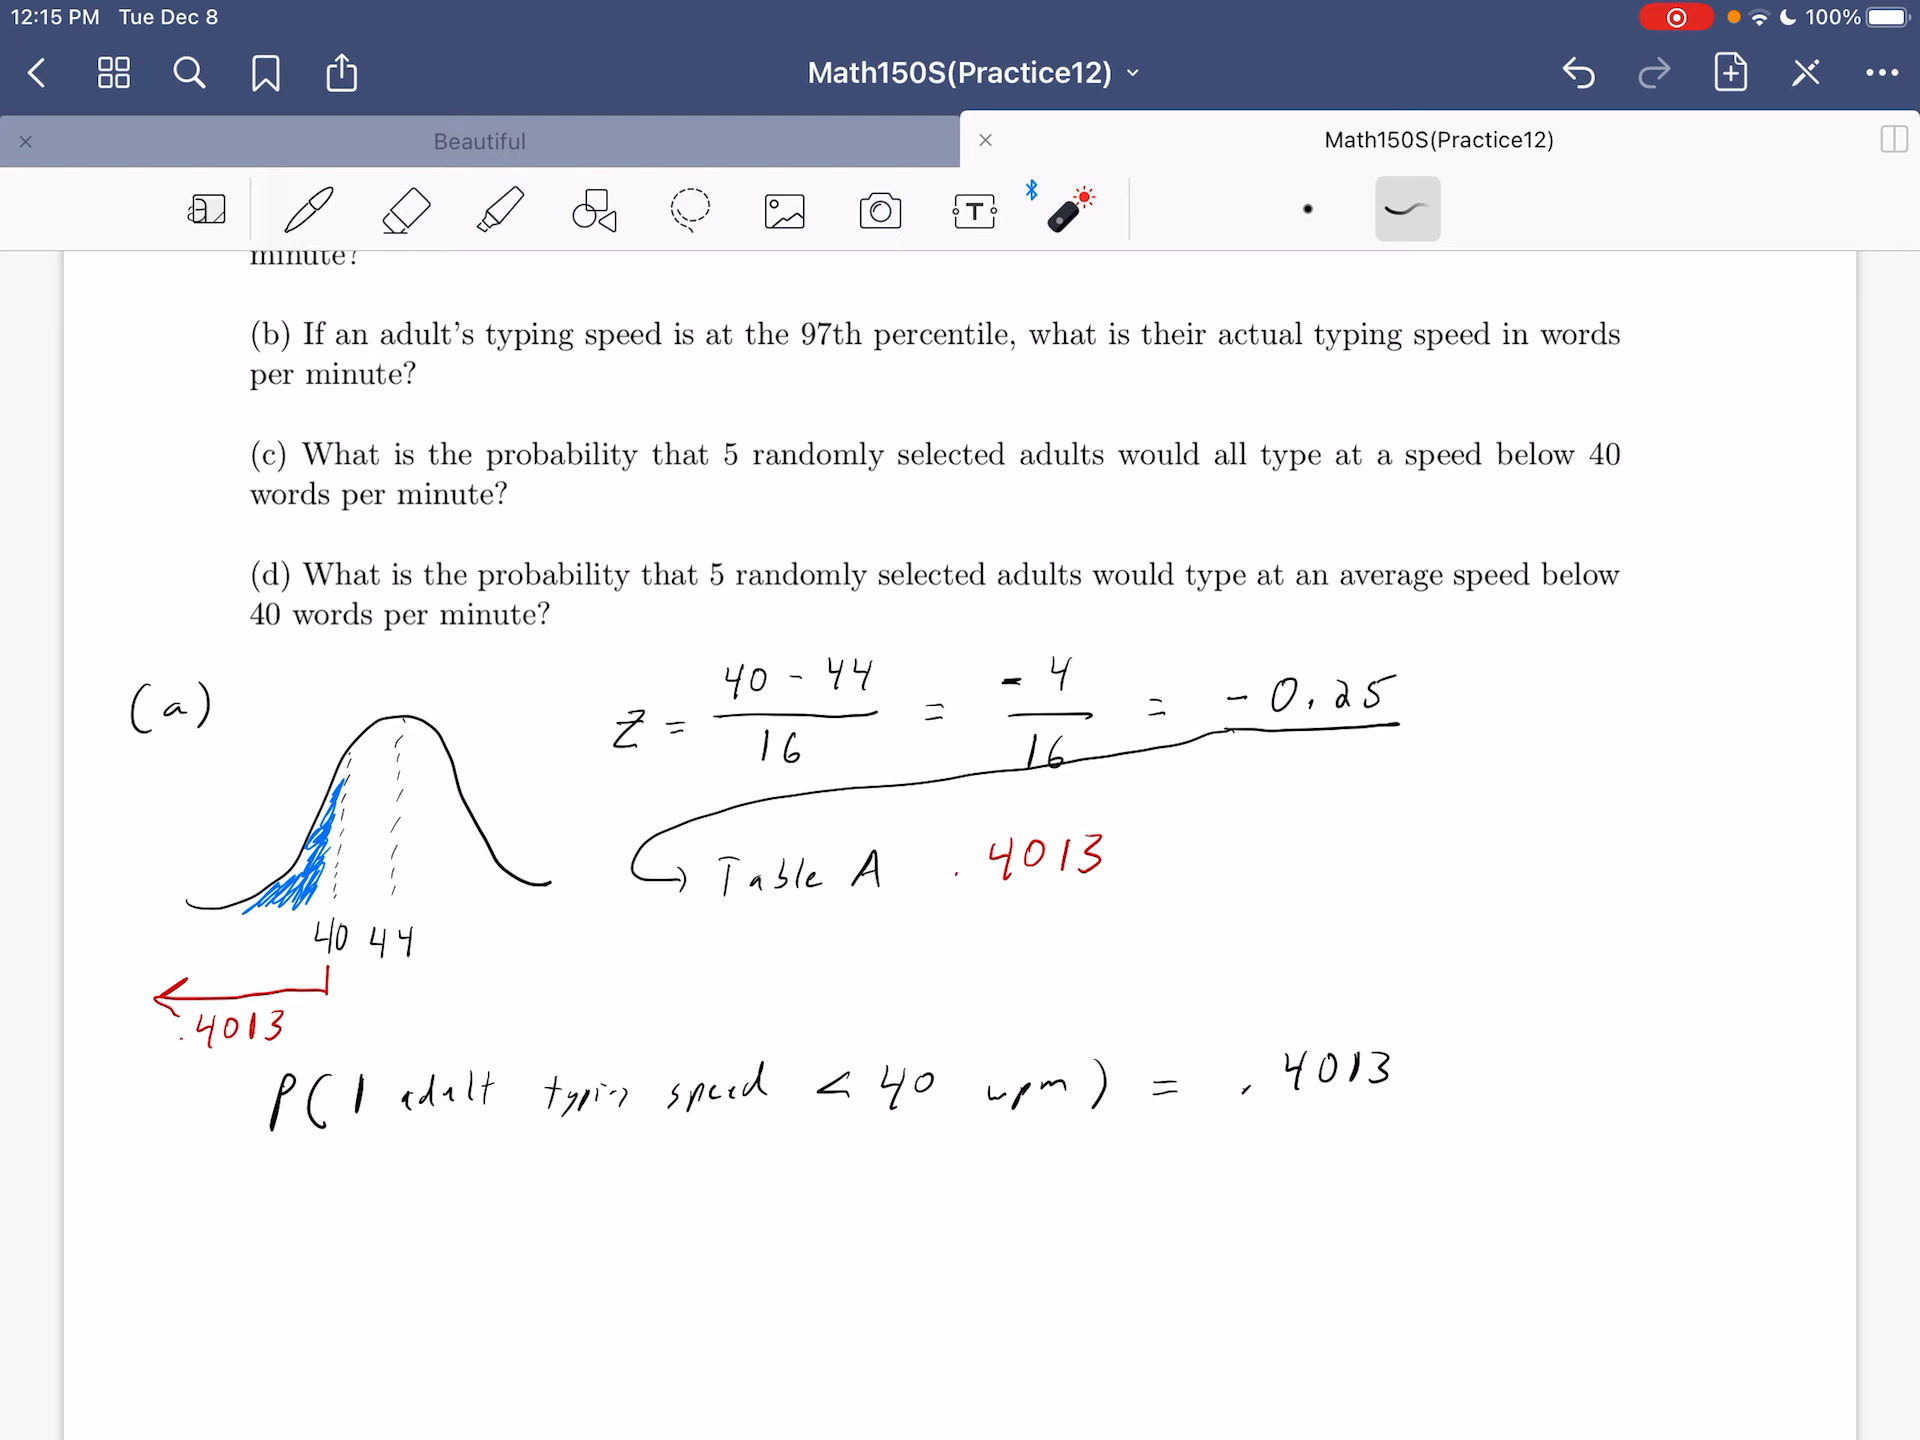 12:15 PM Tue Dec 8 100%
Math150S(Practice12)
Beautiful Math150S(Practice12)
minute?
(b) If an adult's typing speed is at the 97th percentile, what is their actual typing speed in words
per minute?
(c) What is the probability that 5 randomly selected adults would all type at a speed below 40
words per minute?
(d) What is the probability that 5 randomly selected adults would type at an average speed below
40 words per minute?
(a) Z = 40 - 44 / 16 = - 4 / 16 = - 0.25
Table A .4013
40 44
.4013
P(1 adult typing speed < 40 wpm) = .4013